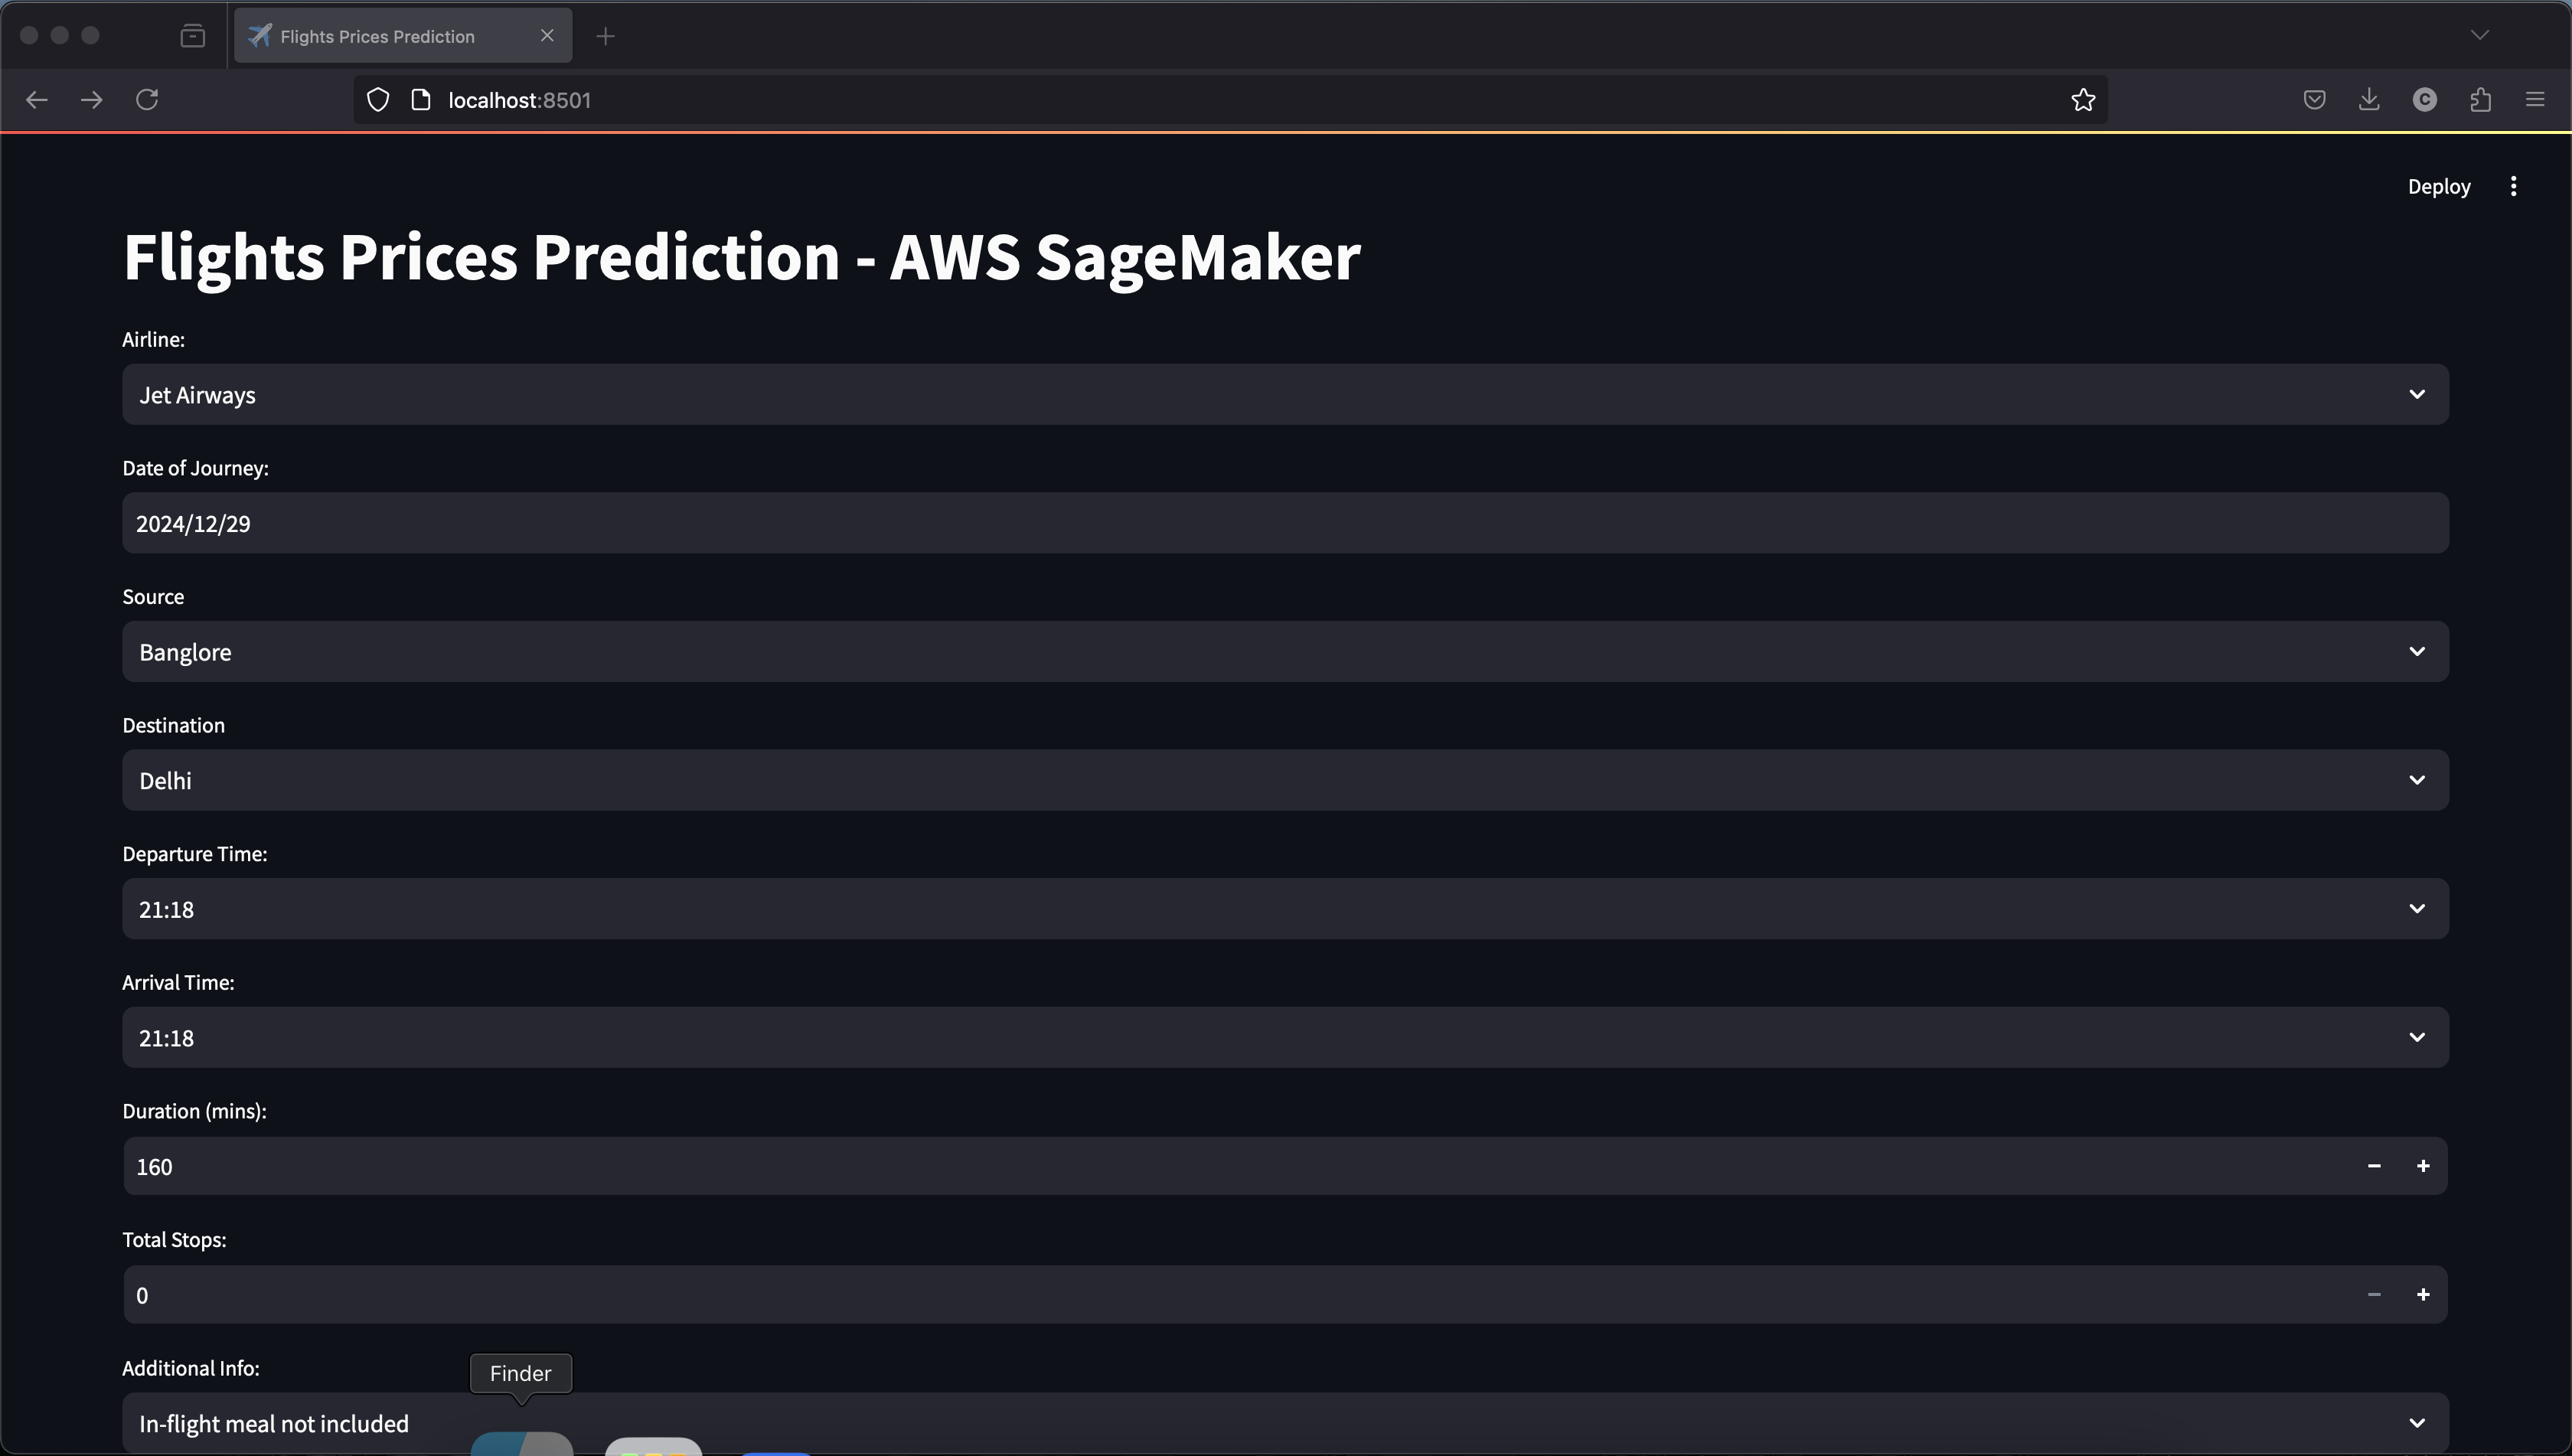 Flights Prices Prediction
localhost:8501
Deploy
Flights Prices Prediction - AWS SageMaker
Airline:
Jet Airways
Date of Journey:
2024/12/29
Source
Banglore
Destination
Delhi
Departure Time:
21:18
Arrival Time:
21:18
Duration (mins):
160
Total Stops:
0
Additional Info:
Finder
In-flight meal not included